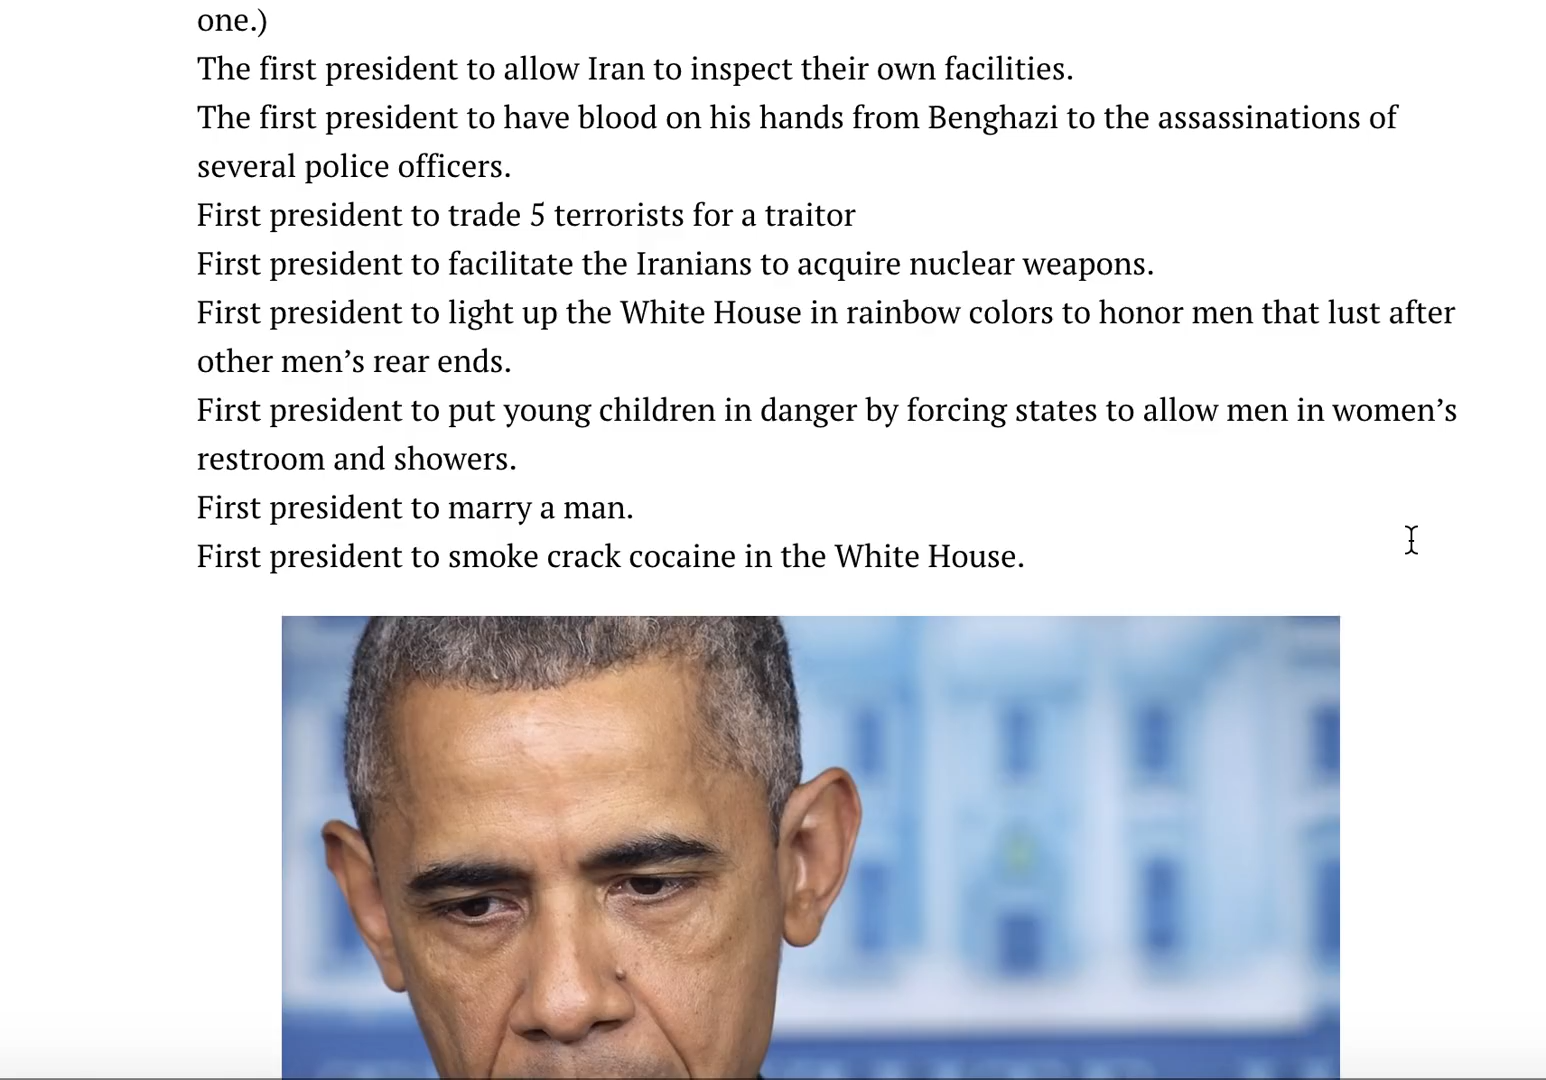 one.)
The first president to allow Iran to inspect their own facilities.
The first president to have blood on his hands from Benghazi to the assassinations of
several police officers.
First president to trade 5 terrorists for a traitor
First president to facilitate the Iranians to acquire nuclear weapons.
First president to light up the White House in rainbow colors to honor men that lust after
other men’s rear ends.
First president to put young children in danger by forcing states to allow men in women’s
restroom and showers.
First president to marry a man.
First president to smoke crack cocaine in the White House.